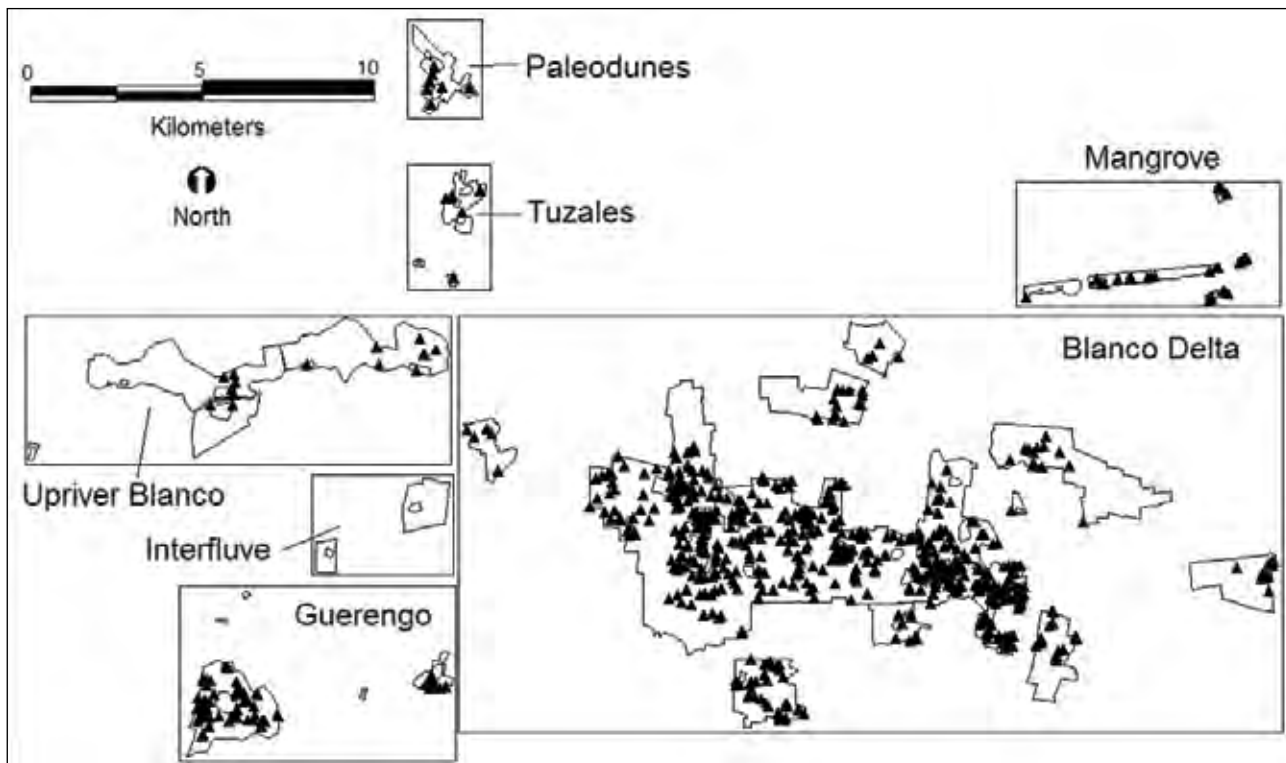 0 5 10
Kilometers
North
Paleodunes
Tuzales
Mangrove
Blanco Delta
Upriver Blanco
Interfluve
Guerengo